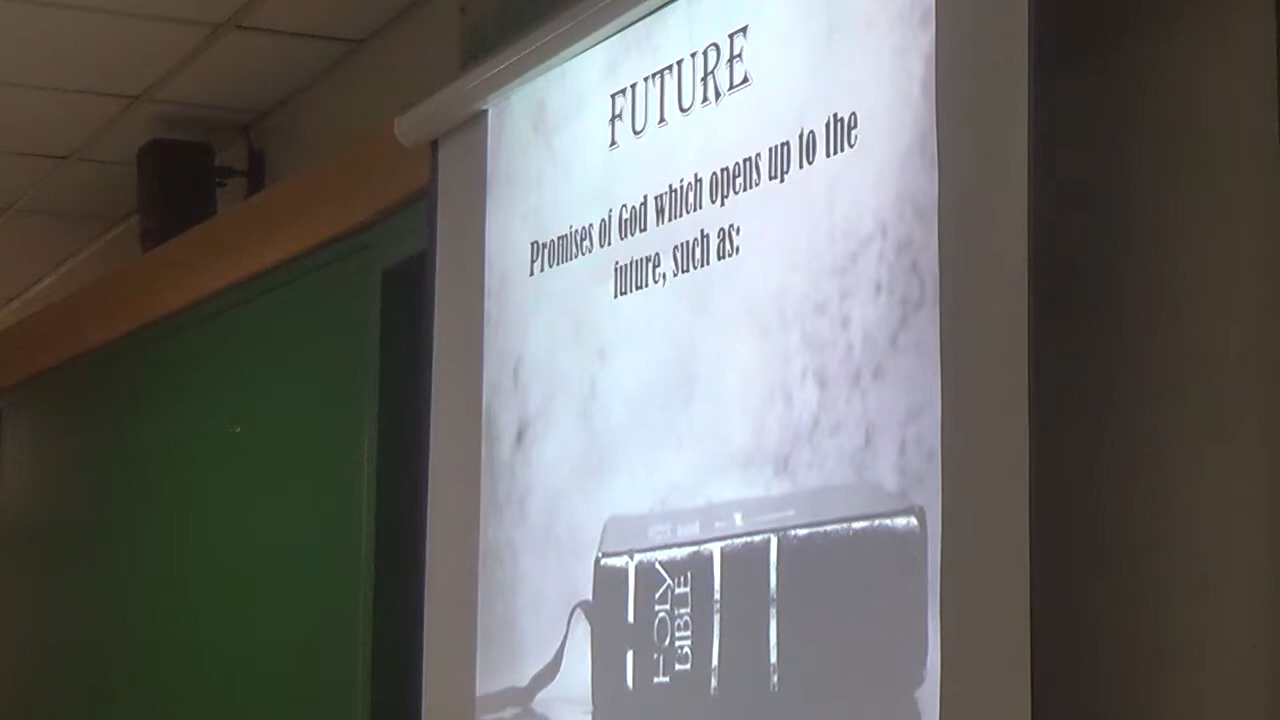 FUTURE
Promises of God which opens up to the
future, such as:
HOLY
BIBLE